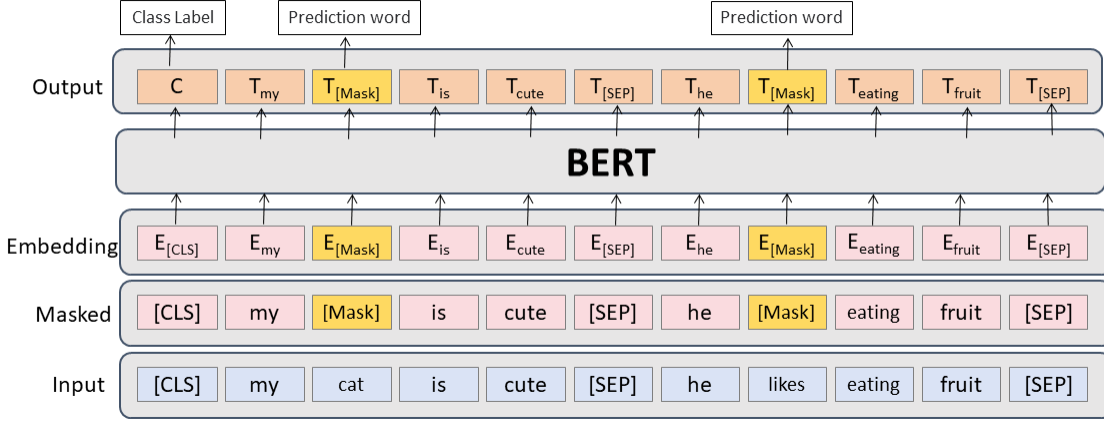 Class Label Prediction word Prediction word
Output C T[Mask] Tmy Tis Tcute T[SEP] The T[Mask] Teating Tfruit T[SEP]
BERT
Embedding E[CLS] Emy E[Mask] Eis Ecute E[SEP] Ehe E[Mask] Eeating Efruit E[SEP]
Masked [CLS] my [Mask] is cute [SEP] he [Mask] eating fruit [SEP]
Input [CLS] my cat is cute [SEP] he likes eating fruit [SEP]